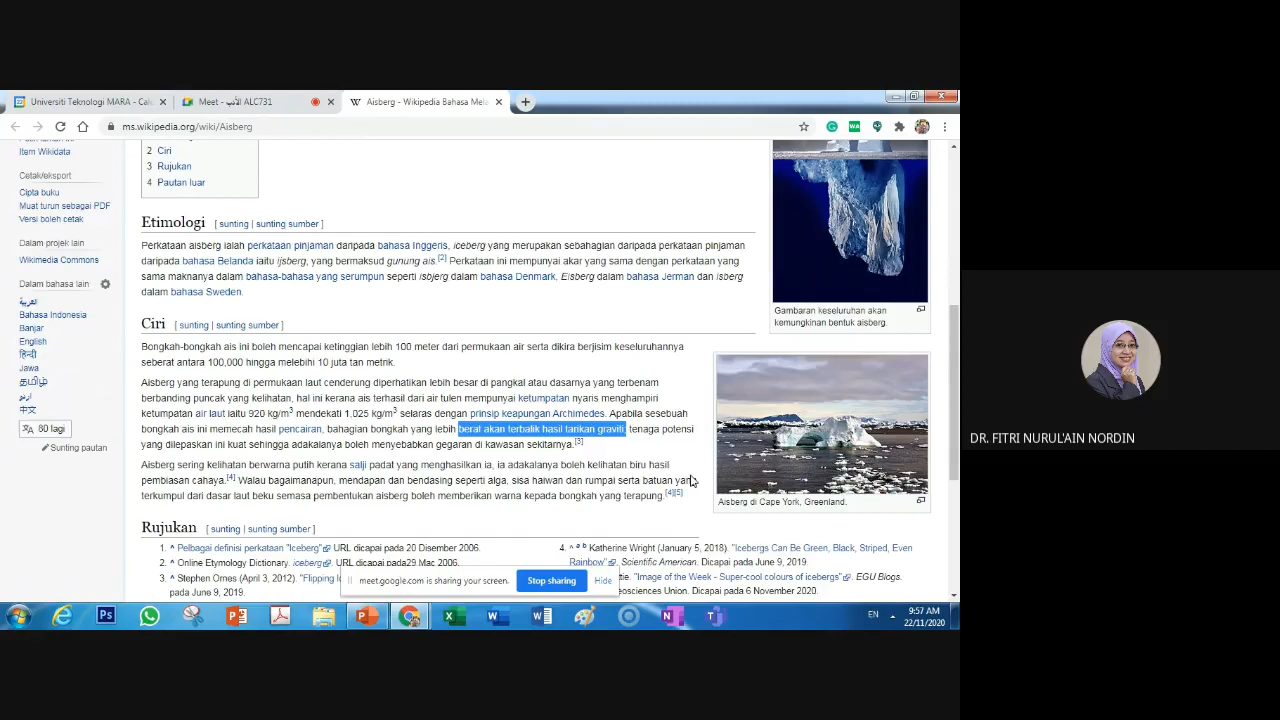 Universiti Teknologi MARA - Cal
Meet - الأدب ALC731
Aisberg - Wikipedia Bahasa Mela
ms.wikipedia.org/wiki/Aisberg
Item Wikidata
Cetak/eksport
Cipta buku
Muat turun sebagai PDF
Versi boleh cetak
Dalam projek lain
Wikimedia Commons
Dalam bahasa lain
العربية
Bahasa Indonesia
Banjar
English
हिन्दी
Jawa
தமிழ்
اردو
中文
80 lagi
Sunting pautan
2 Ciri
3 Rujukan
4 Pautan luar
Etimologi [ sunting | sunting sumber ]
Perkataan aisberg ialah perkataan pinjaman daripada bahasa Inggeris, iceberg yang merupakan sebahagian daripada perkataan pinjaman
daripada bahasa Belanda iaitu ijsberg, yang bermaksud gunung ais.[2] Perkataan ini mempunyai akar yang sama dengan perkataan yang
sama maknanya dalam bahasa-bahasa yang serumpun seperti isbjerg dalam bahasa Denmark, Eisberg dalam bahasa Jerman dan isberg
dalam bahasa Sweden.
Ciri [ sunting | sunting sumber ]
Bongkah-bongkah ais ini boleh mencapai ketinggian lebih 100 meter dari permukaan air serta dikira berjisim keseluruhannya
seberat antara 100,000 hingga melebihi 10 juta tan metrik.
Aisberg yang terapung di permukaan laut cenderung diperhatikan lebih besar di pangkal atau dasarnya yang terbenam
berbanding puncak yang kelihatan, hal ini kerana ais terhasil dari air tulen mempunyai ketumpatan nyaris menghampiri
ketumpatan air laut iaitu 920 kg/m3 mendekati 1,025 kg/m3 selaras dengan prinsip keapungan Archimedes. Apabila sesebuah
bongkah ais ini memecah hasil pencairan, bahagian bongkah yang lebih berat akan terbalik hasil tarikan graviti; tenaga potensi
yang dilepaskan ini kuat sehingga adakalanya boleh menyebabkan gegaran di kawasan sekitarnya.[3]
Aisberg sering kelihatan berwarna putih kerana salji padat yang menghasilkan ia, ia adakalanya boleh kelihatan biru hasil
pembiasan cahaya.[4] Walau bagaimanapun, mendapan dan bendasing seperti alga, sisa haiwan dan rumpai serta batuan yang
terkumpul dari dasar laut beku semasa pembentukan aisberg boleh memberikan warna kepada bongkah yang terapung.[4][5]
Gambaran keseluruhan akan
kemungkinan bentuk aisberg.
Aisberg di Cape York, Greenland.
Rujukan [ sunting | sunting sumber ]
1. ^ Pelbagai definisi perkataan "Iceberg" URL dicapai pada 20 Disember 2006.
2. ^ Online Etymology Dictionary. iceberg URL dicapai pada29 Mac 2006.
3. ^ Stephen Ornes (April 3, 2012). "Flipping I
pada June 9, 2019.
4. ^ a b Katherine Wright (January 5, 2018). "Icebergs Can Be Green, Black, Striped, Even
Rainbow". Scientific American. Dicapai pada June 9, 2019.
"Image of the Week - Super-cool colours of icebergs". EGU Blogs.
eosciences Union. Dicapai pada 6 November 2020.
meet.google.com is sharing your screen.
Stop sharing
Hide
EN
9:57 AM
22/11/2020
DR. FITRI NURUL'AIN NORDIN